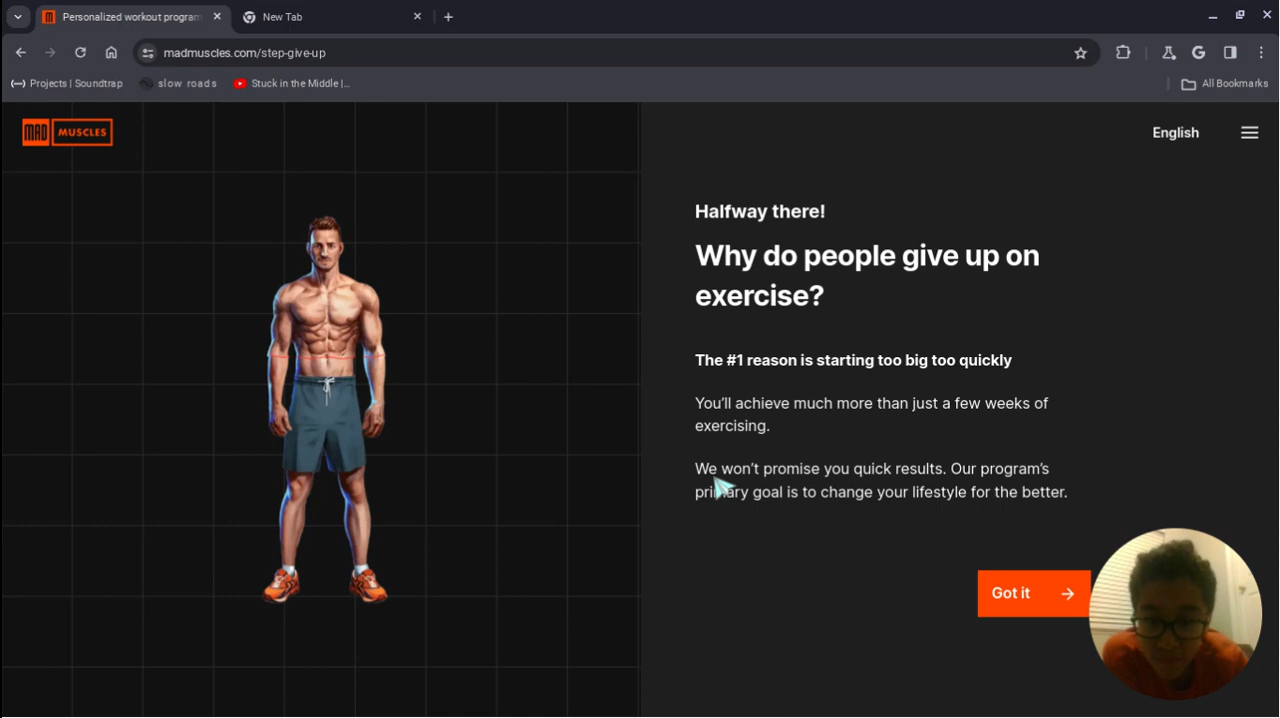 Personalized workout program
New Tab
madmuscles.com/step-give-up
Projects | Soundtrap
slow roads
Stuck in the Middle |...
All Bookmarks
MAD MUSCLES
English
Halfway there!
Why do people give up on
exercise?
The #1 reason is starting too big too quickly
You'll achieve much more than just a few weeks of
exercising.
We won't promise you quick results. Our program's
primary goal is to change your lifestyle for the better.
Got it